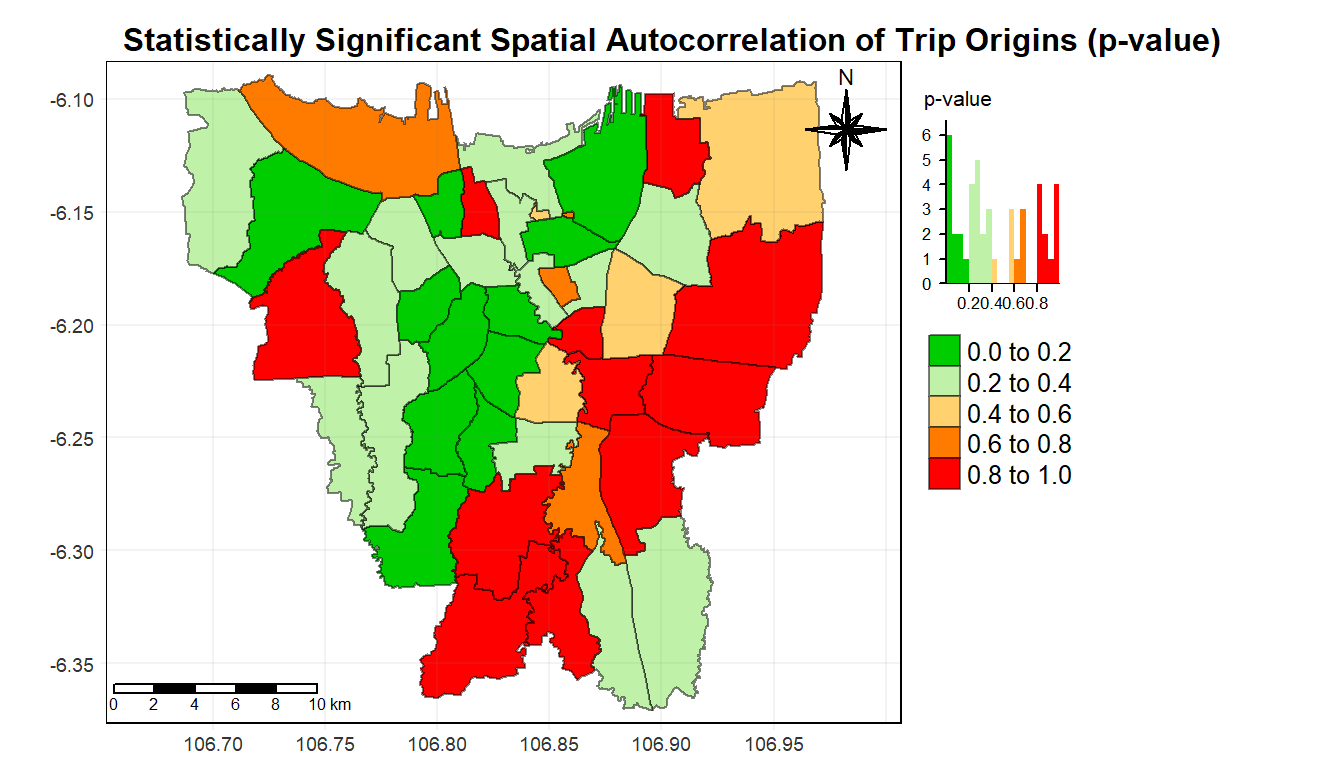 Statistically Significant Spatial Autocorrelation of Trip Origins (p-value)
N
-6.10
-6.15
-6.20
-6.25
-6.30
-6.35
0 2 4 6 8 10 km
106.70 106.75 106.80 106.85 106.90 106.95
p-value
6
5
4
3
2
1
0
0.20.40.60.8
0.0 to 0.2
0.2 to 0.4
0.4 to 0.6
0.6 to 0.8
0.8 to 1.0